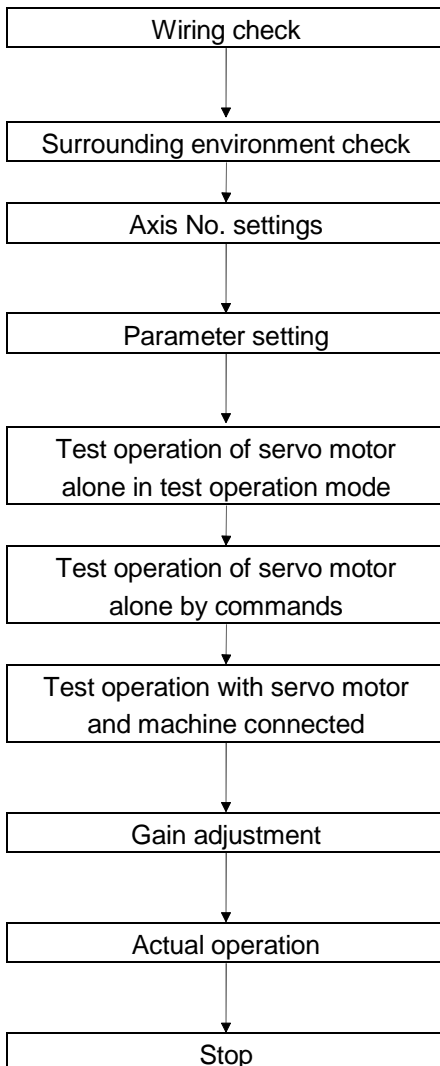 Wiring check
Surrounding environment check
Axis No. settings
Parameter setting
Test operation of servo motor
alone in test operation mode
Test operation of servo motor
alone by commands
Test operation with servo motor
and machine connected
Gain adjustment
Actual operation
Stop